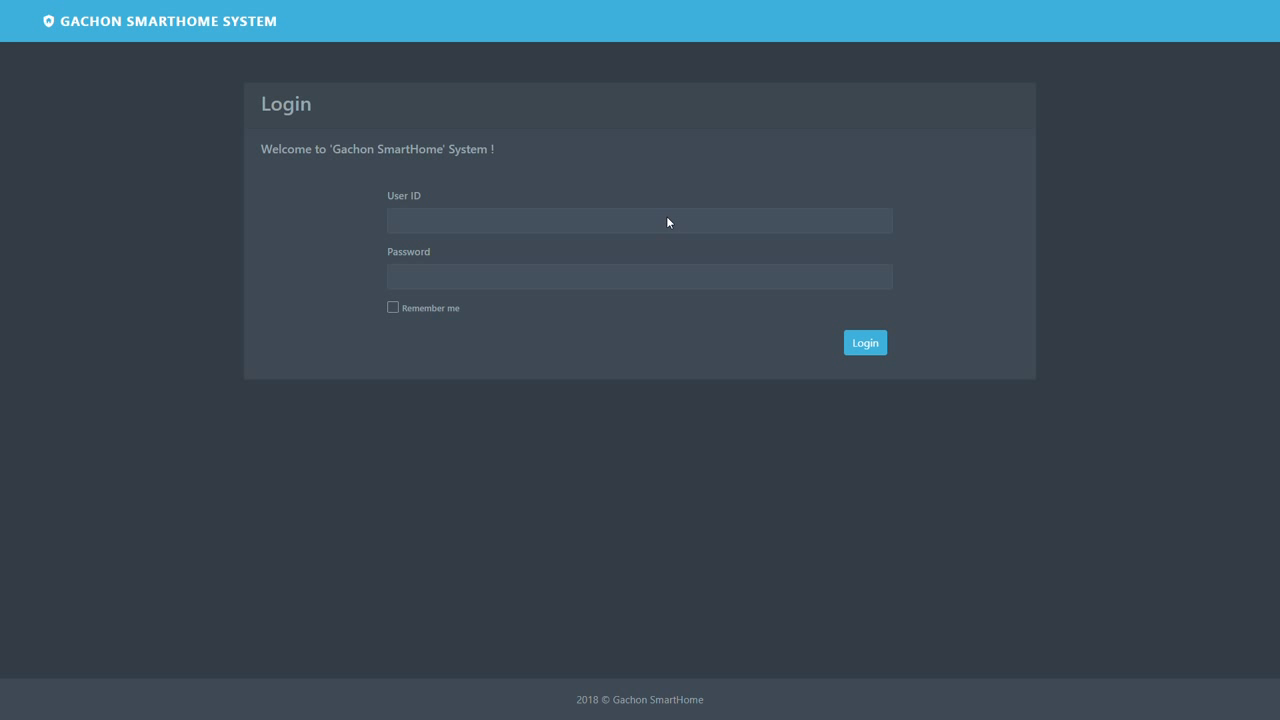 GACHON SMARTHOME SYSTEM
Login
Welcome to 'Gachon SmartHome' System !
User ID
Password
Remember me
Login
2018 © Gachon SmartHome